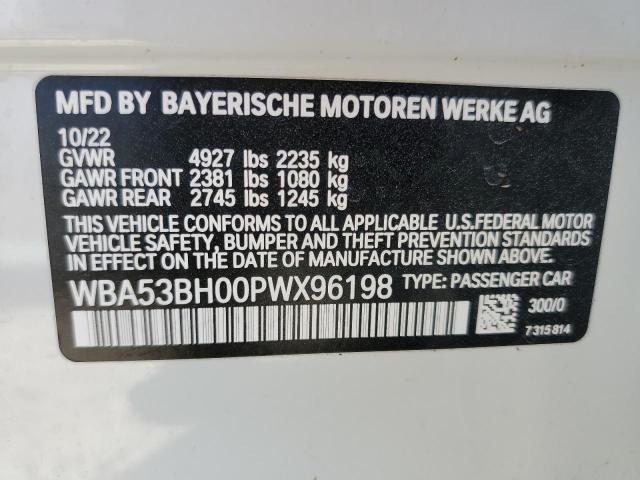 MFD BY BAYERISCHE MOTOREN WERKE AG
10/22
GVWR 4927 lbs 2235 kg
GAWR FRONT 2381 lbs 1080 kg
GAWR REAR 2745 lbs 1245 kg
THIS VEHICLE CONFORMS TO ALL APPLICABLE U.S.FEDERAL MOTOR
VEHICLE SAFETY, BUMPER AND THEFT PREVENTION STANDARDS
IN EFFECT ON THE DATE OF MANUFACTURE SHOWN ABOVE.
WBA53BH00PWX96198 TYPE: PASSENGER CAR
300/0
7315814